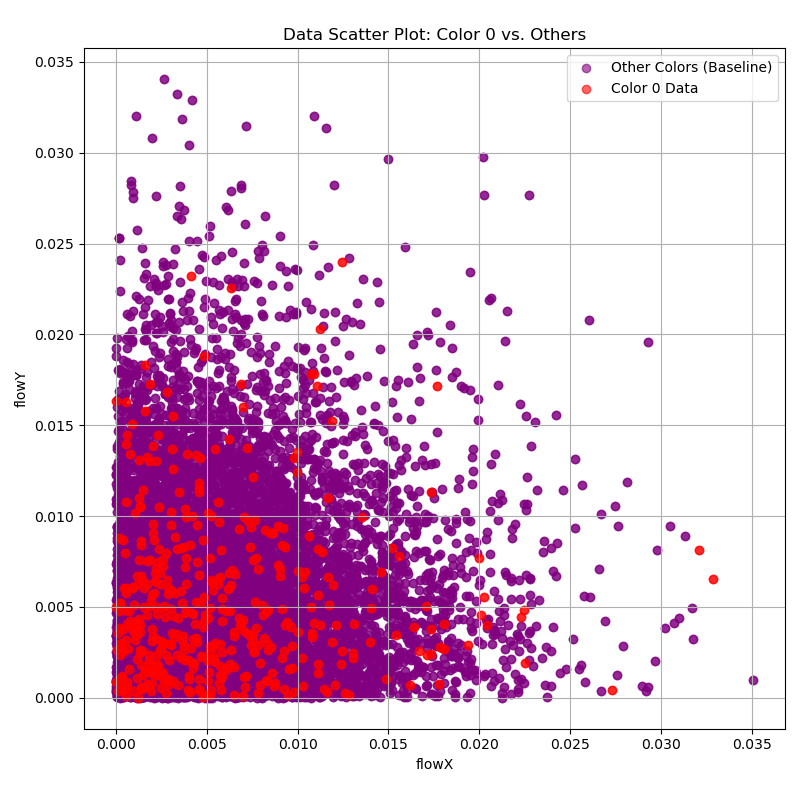 Data Scatter Plot: Color 0 vs. Others
Other Colors (Baseline)
Color 0 Data
flowY
0.035
0.030
0.025
0.020
0.015
0.010
0.005
0.000
0.000 0.005 0.010 0.015 0.020 0.025 0.030 0.035
flowX